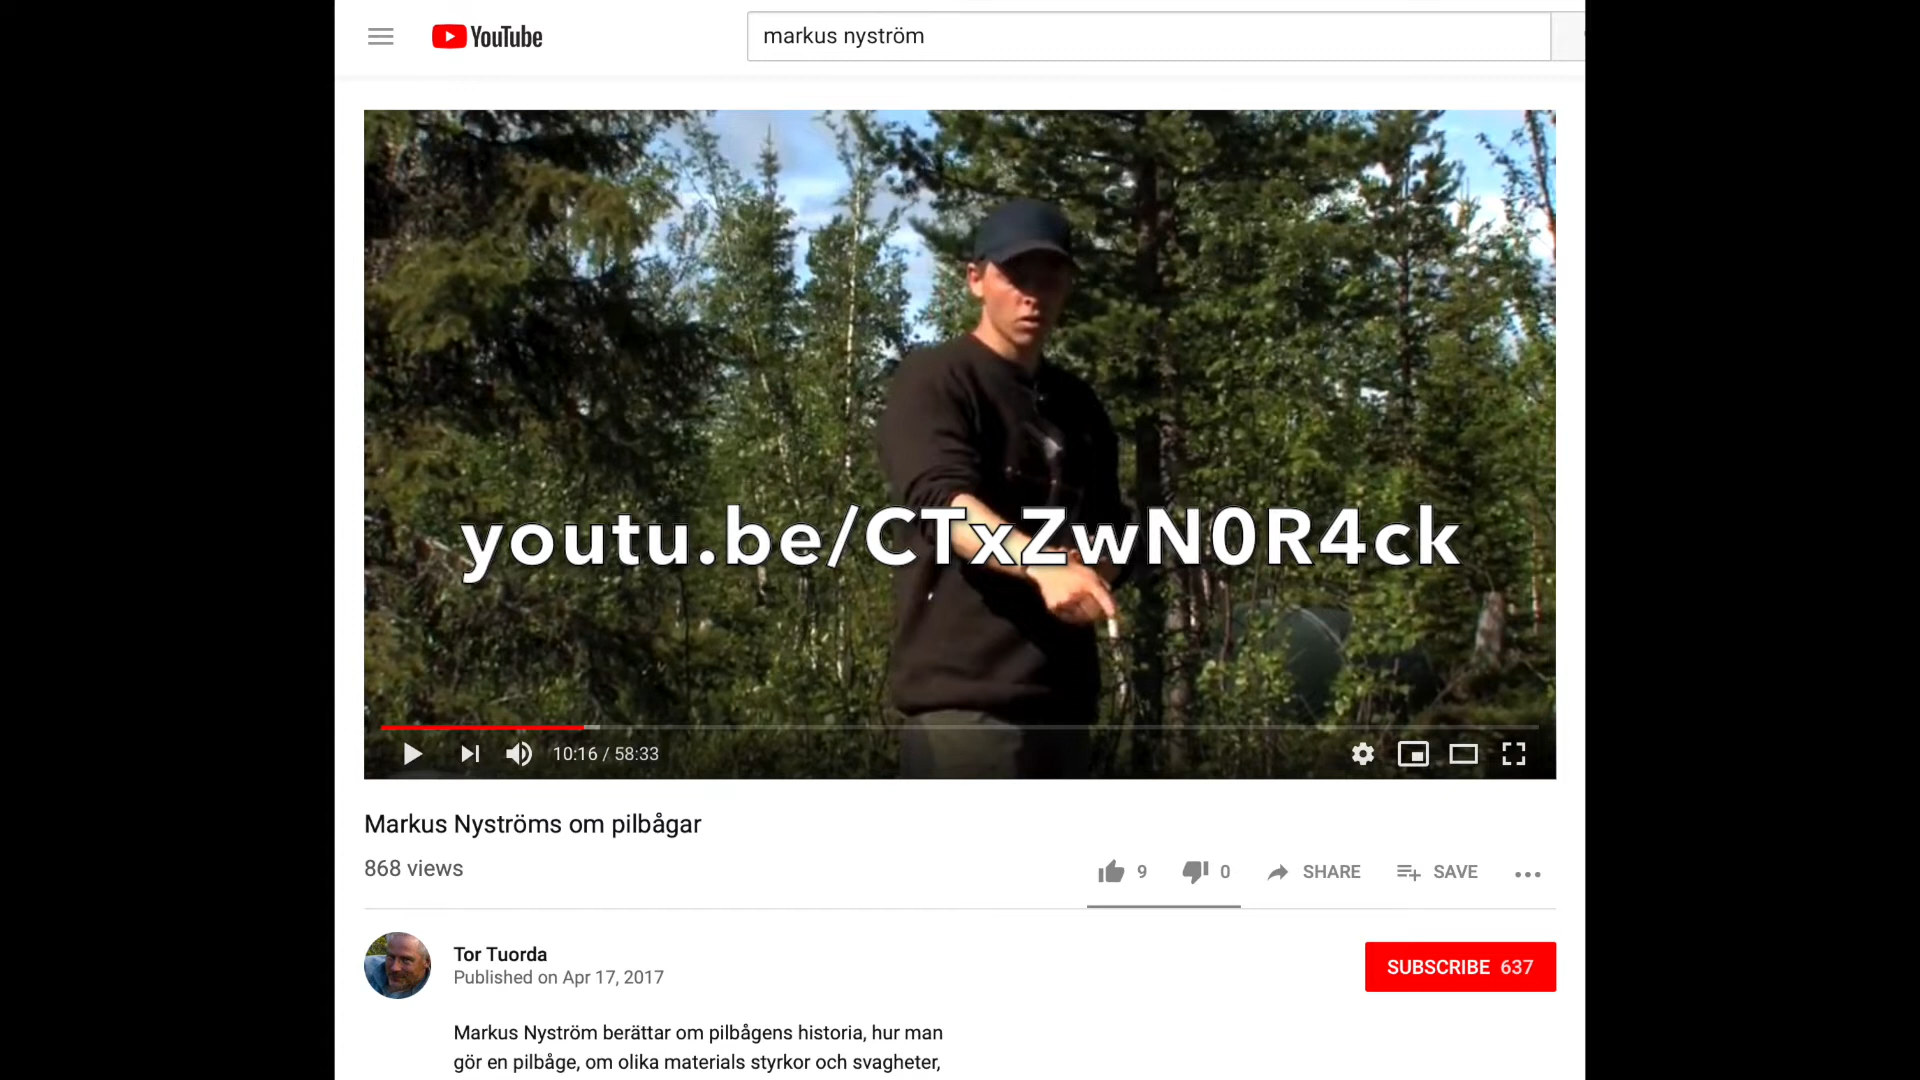 YouTube
markus nyström
youtu.be/CTxZwN0R4ck
10:16 / 58:33
Markus Nyströms om pilbågar
868 views
9
0
SHARE
SAVE
Tor Tuorda
Published on Apr 17, 2017
SUBSCRIBE 637
Markus Nyström berättar om pilbågens historia, hur man
gör en pilbåge, om olika materials styrkor och svagheter,